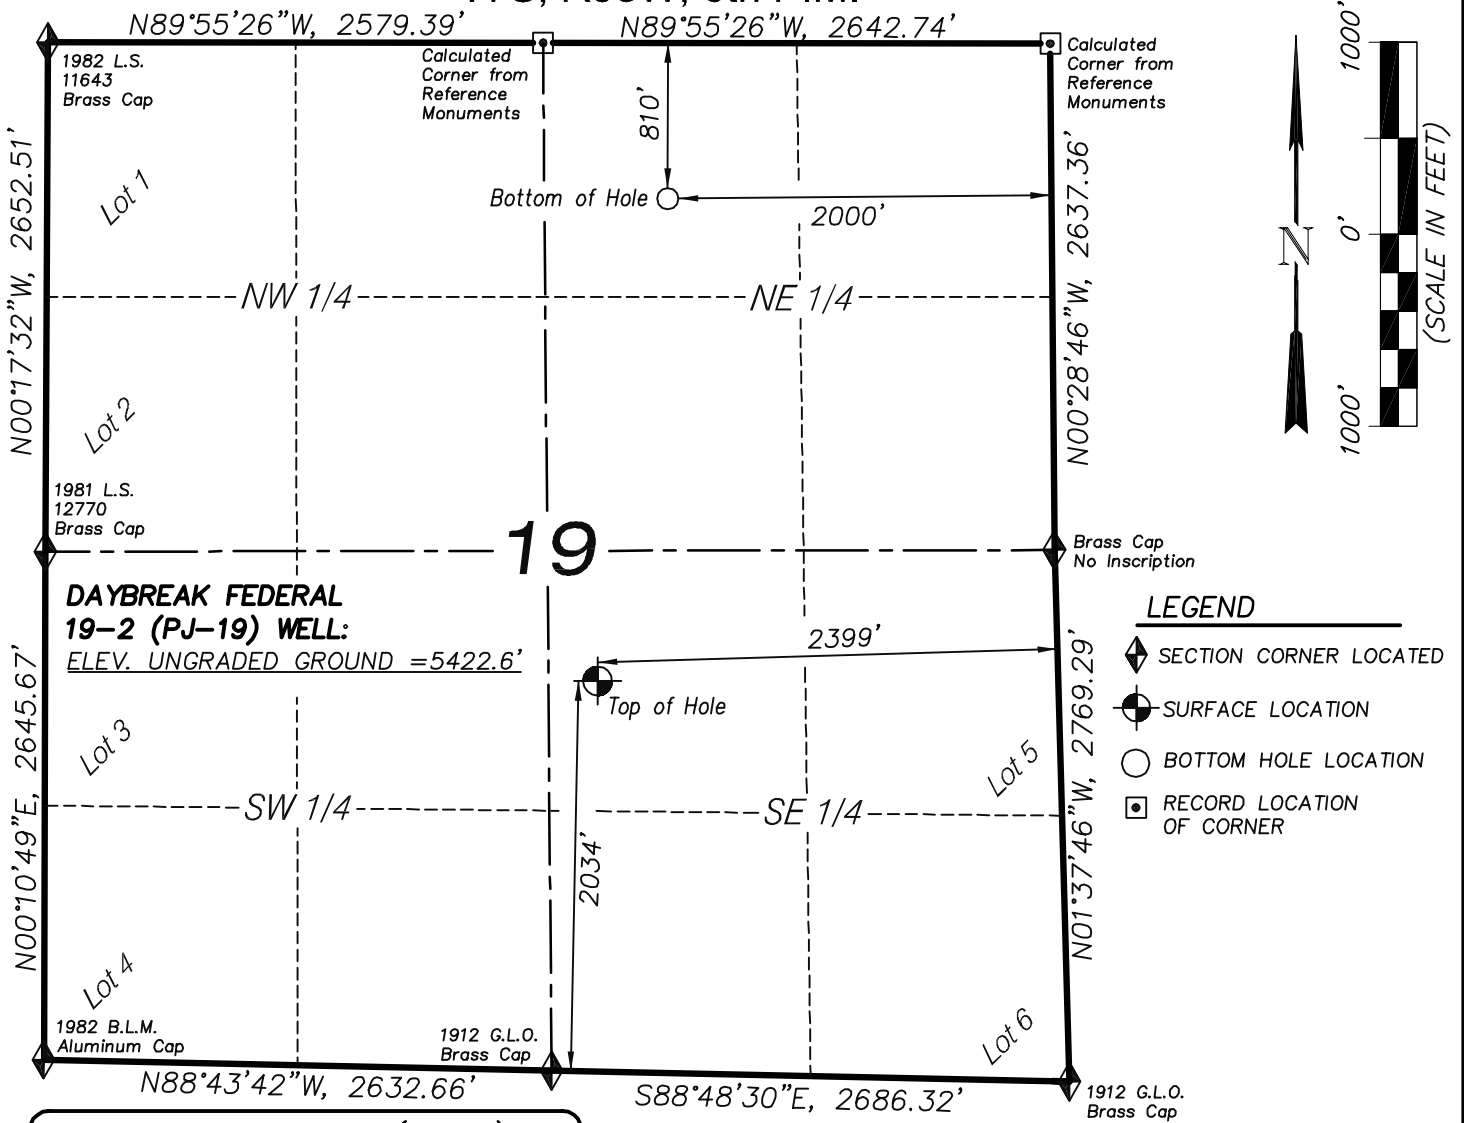 N89°55'26"W, 2579.39'
N89°55'26"W, 2642.74'
1982 L.S.
11643
Brass Cap
Calculated
Corner from
Reference
Monuments
Calculated
Corner from
Reference
Monuments
1000'
0'
1000'
(SCALE IN FEET)
N
810'
Bottom of Hole
2000'
N00°17'32"W, 2652.51'
N00°28'46"W, 2637.36'
Lot 1
NW 1/4
NE 1/4
Lot 2
1981 L.S.
12770
Brass Cap
19
Brass Cap
No Inscription
DAYBREAK FEDERAL
19-2 (PJ-19) WELL:
ELEV. UNGRADED GROUND =5422.6'
2399'
Top of Hole
LEGEND
SECTION CORNER LOCATED
SURFACE LOCATION
BOTTOM HOLE LOCATION
RECORD LOCATION
OF CORNER
N00°10'49"E, 2645.67'
N01°37'46"W, 2769.29'
Lot 3
Lot 5
SW 1/4
SE 1/4
2034'
Lot 4
Lot 6
1982 B.L.M.
Aluminum Cap
1912 G.L.O.
Brass Cap
N88°43'42"W, 2632.66'
S88°48'30"E, 2686.32'
1912 G.L.O.
Brass Cap